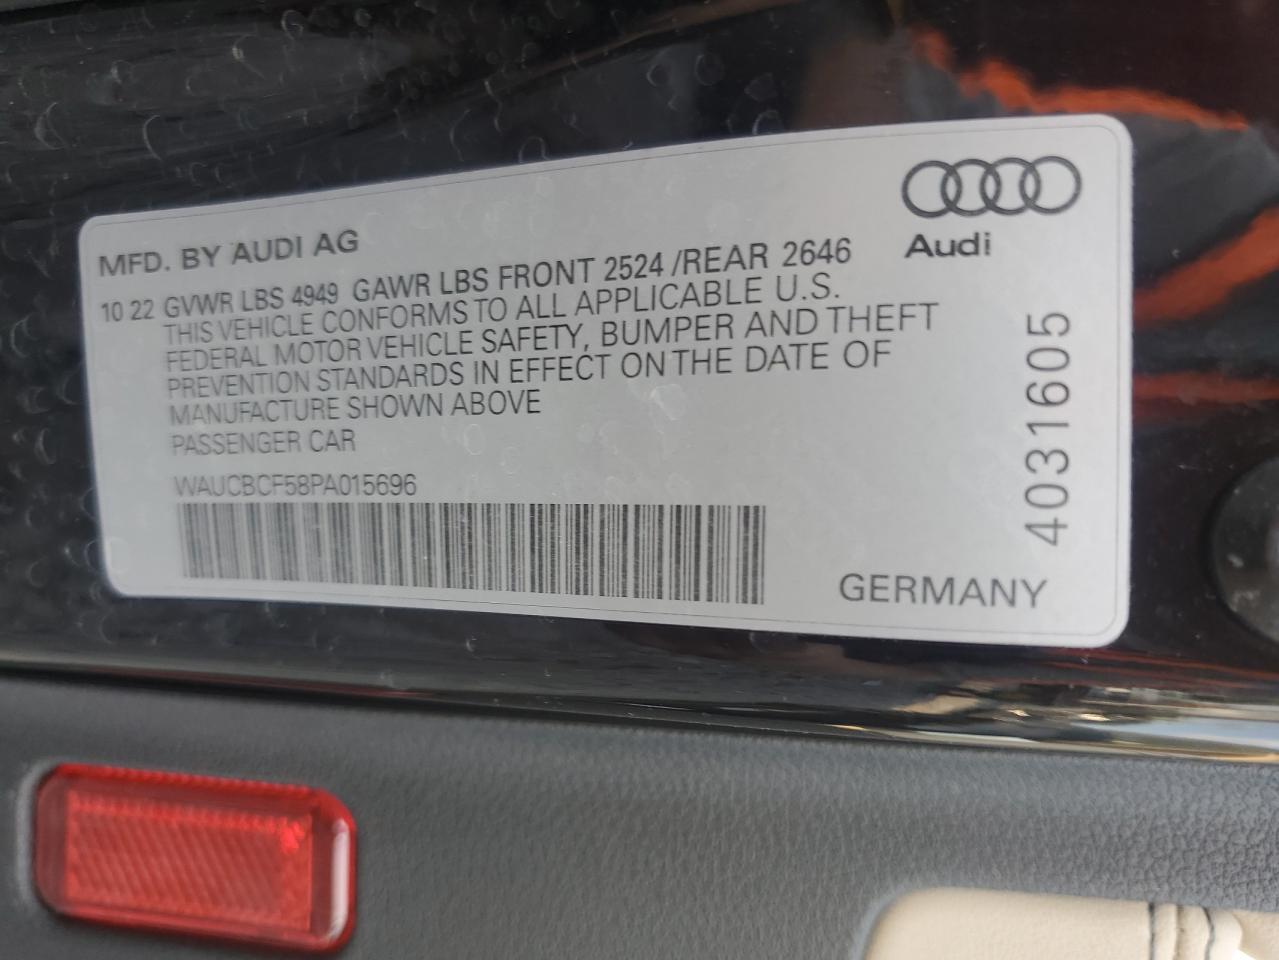 MFD. BY AUDI AG
Audi
10 22 GVWR LBS 4949 GAWR LBS FRONT 2524 /REAR 2646
THIS VEHICLE CONFORMS TO ALL APPLICABLE U.S.
FEDERAL MOTOR VEHICLE SAFETY, BUMPER AND THEFT
PREVENTION STANDARDS IN EFFECT ON THE DATE OF
MANUFACTURE SHOWN ABOVE
PASSENGER CAR
WAUCBCF58PA015696
GERMANY
4031605